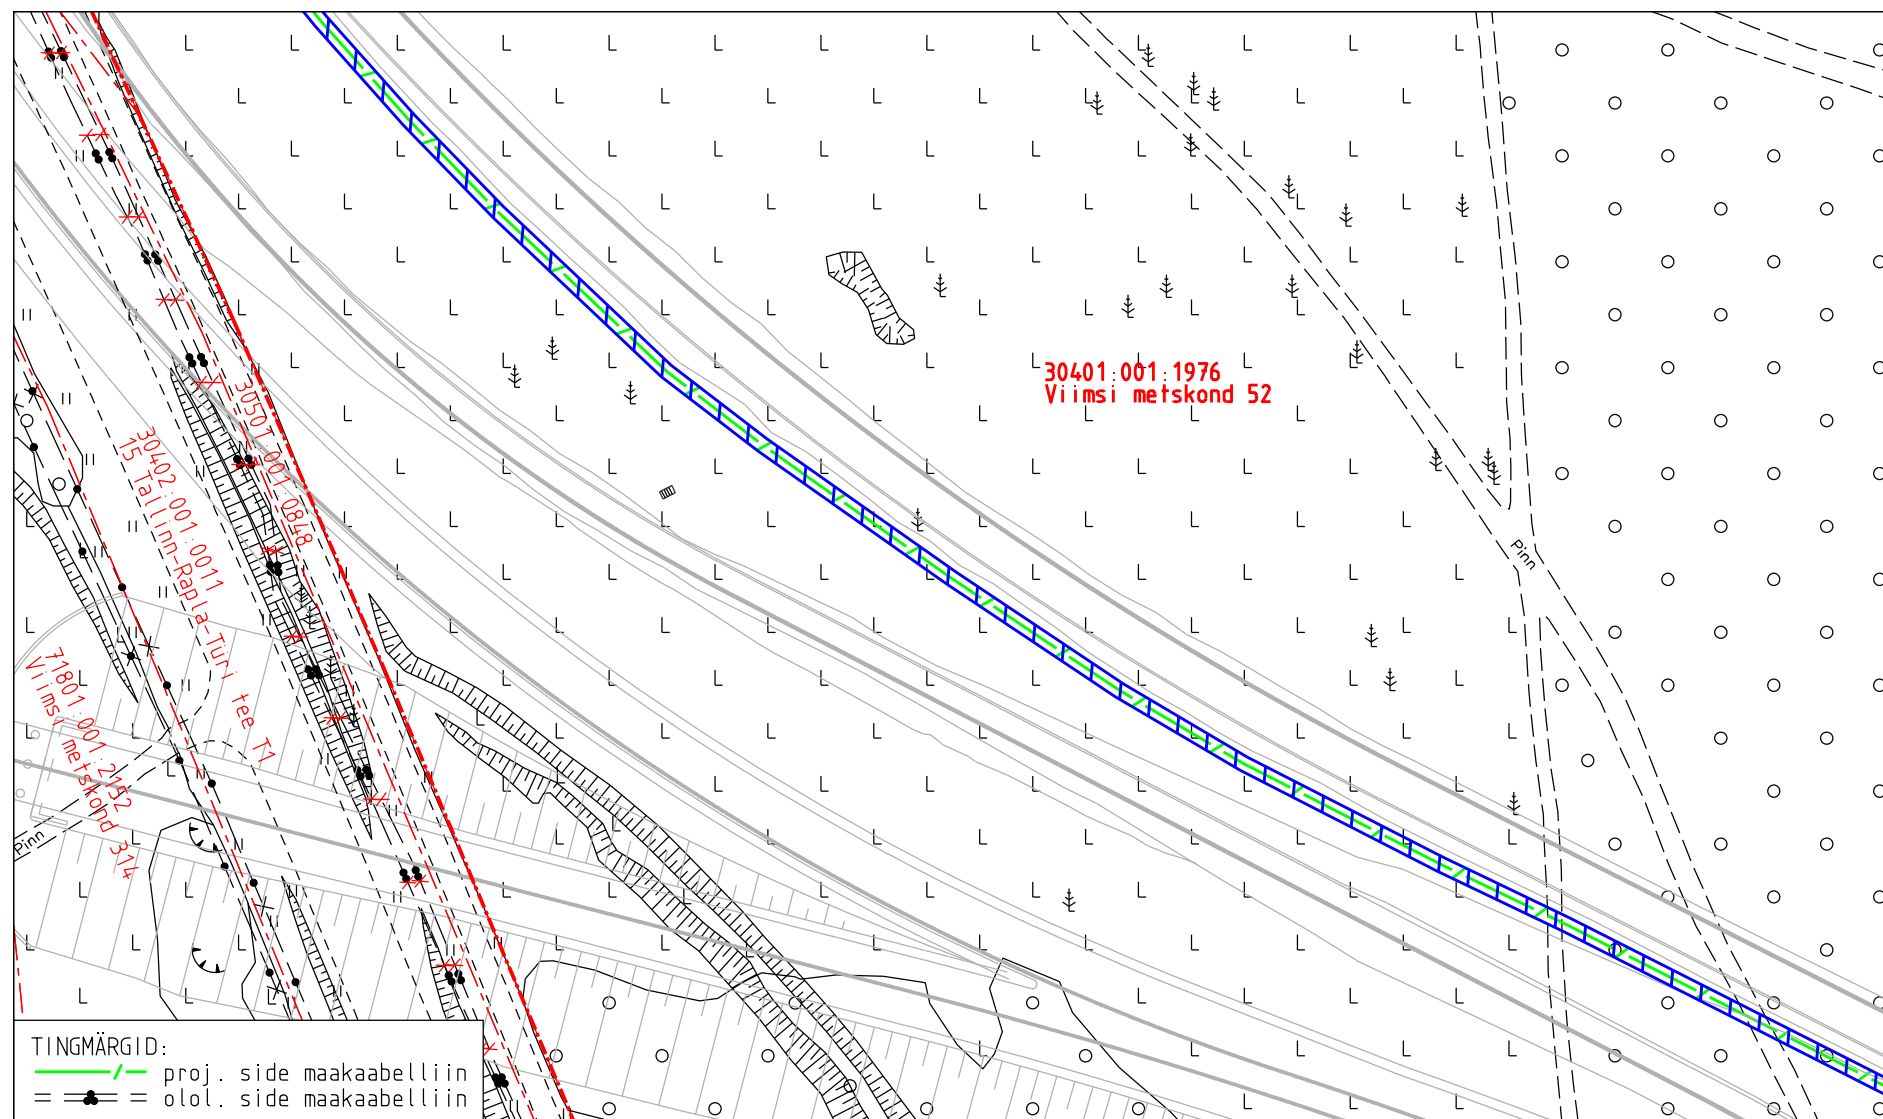 30401:001:1976
Viimsi metskond 52
30501:001:0848
30402:001:0011
15 Tallinn-Rapla-Türi tee T1
71801:001:2152
Viimsi metskond 314
Pinn
Pinn
TINGMÄRGID:
proj. side maakaabelliin
olol. side maakaabelliin